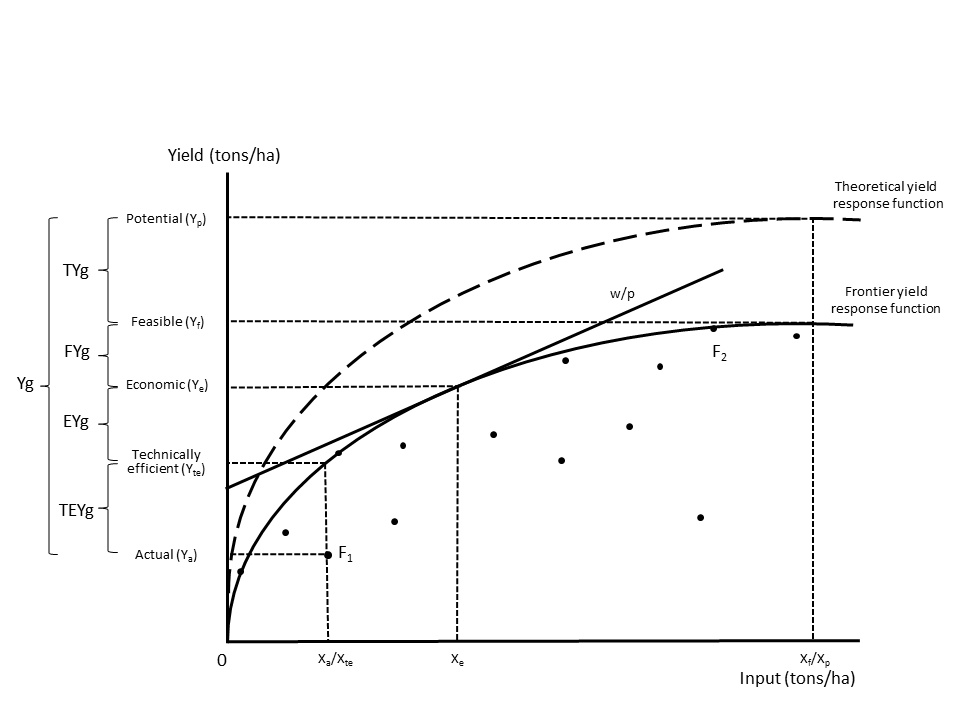 Yield (tons/ha)
Theoretical yield
response function
Potential (Yp)
TYg
w/p
Frontier yield
response function
Feasible (Yf)
FYg
F2
Yg
Economic (Ye)
EYg
Technically
efficient (Yte)
TEYg
Actual (Ya)
F1
0
Xa/Xte
Xe
Xf/Xp
Input (tons/ha)